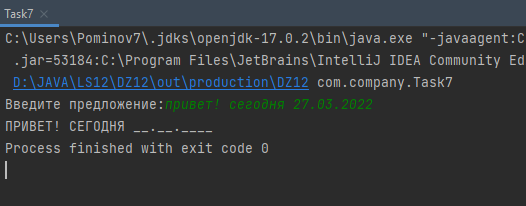 Task7
C:\Users\Pominov7\.jdks\openjdk-17.0.2\bin\java.exe "-javaagent:C
.jar=53184:C:\Program Files\JetBrains\IntelliJ IDEA Community Ed
D:\JAVA\LS12\DZ12\out\production\DZ12 com.company.Task7
Введите предложение:привет! сегодня 27.03.2022
ПРИВЕТ! СЕГОДНЯ __.__.____
Process finished with exit code 0